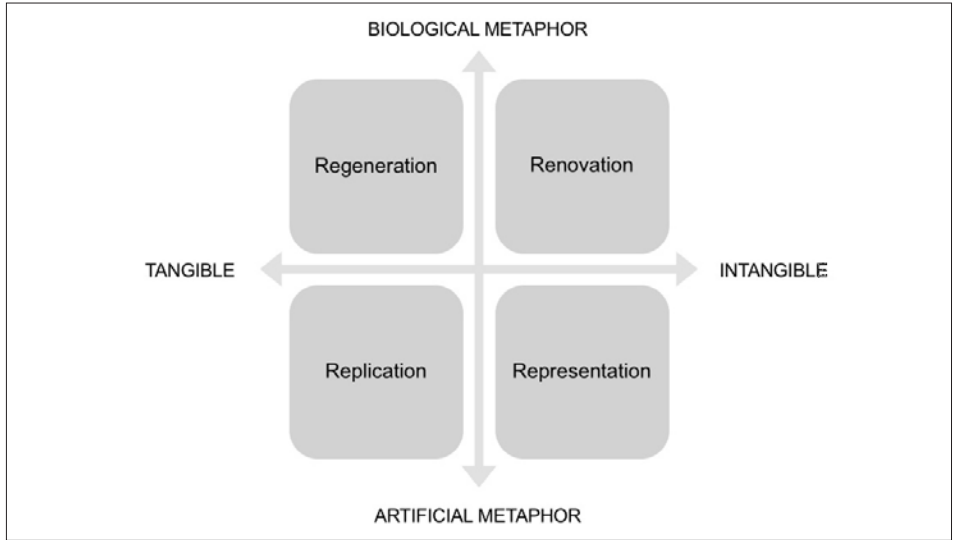 BIOLOGICAL METAPHOR
Regeneration
Renovation
TANGIBLE
INTANGIBLE
Replication
Representation
ARTIFICIAL METAPHOR